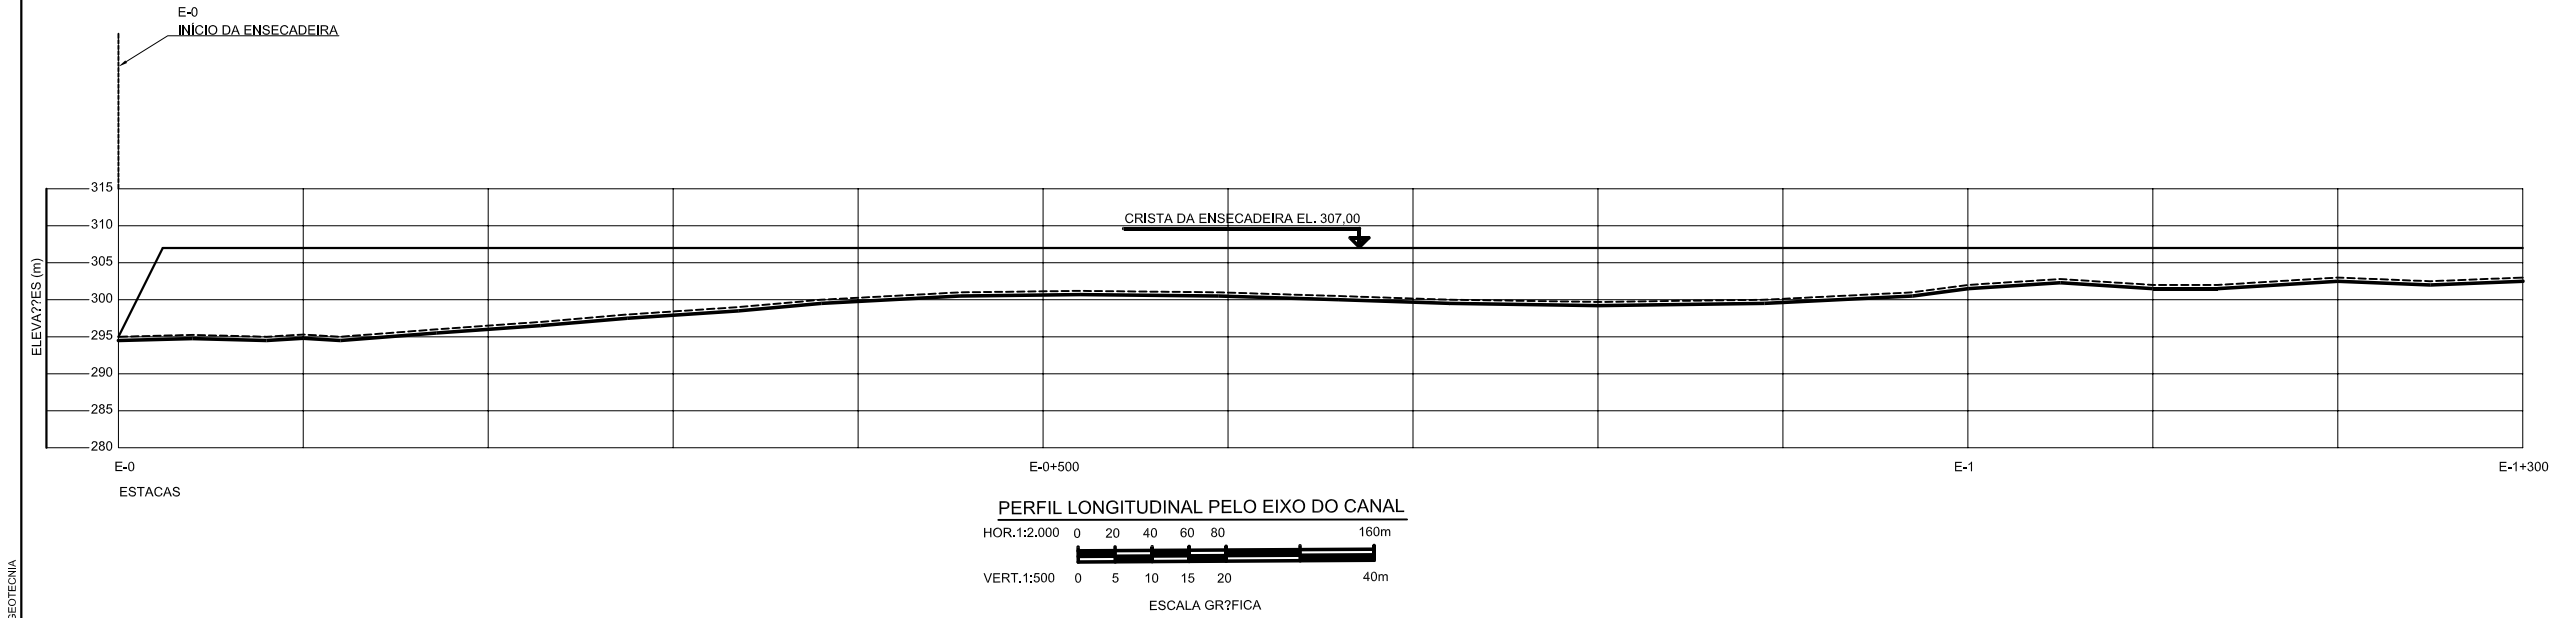 E-0
INÍCIO DA ENSECADEIRA
315
310
CRISTA DA ENSECADEIRA EL. 307,00
305
300
295
290
285
280
ELEVA??ES (m)
E-0 E-0+500 E-1 E-1+300
ESTACAS
PERFIL LONGITUDINAL PELO EIXO DO CANAL
HOR.1:2.000 0 20 40 60 80 160m
VERT.1:500 0 5 10 15 20 40m
ESCALA GR?FICA
GEOTECNIA